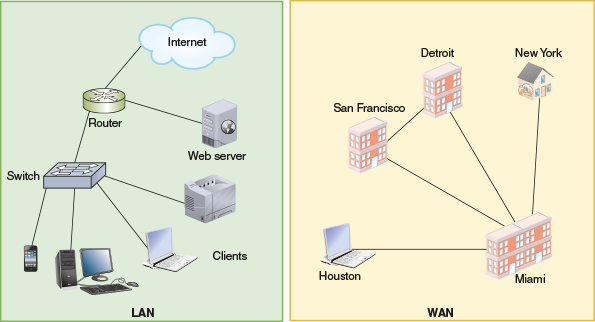 Internet
Router
Web server
Switch
Clients
LAN
Detroit
New York
San Francisco
Houston
Miami
WAN